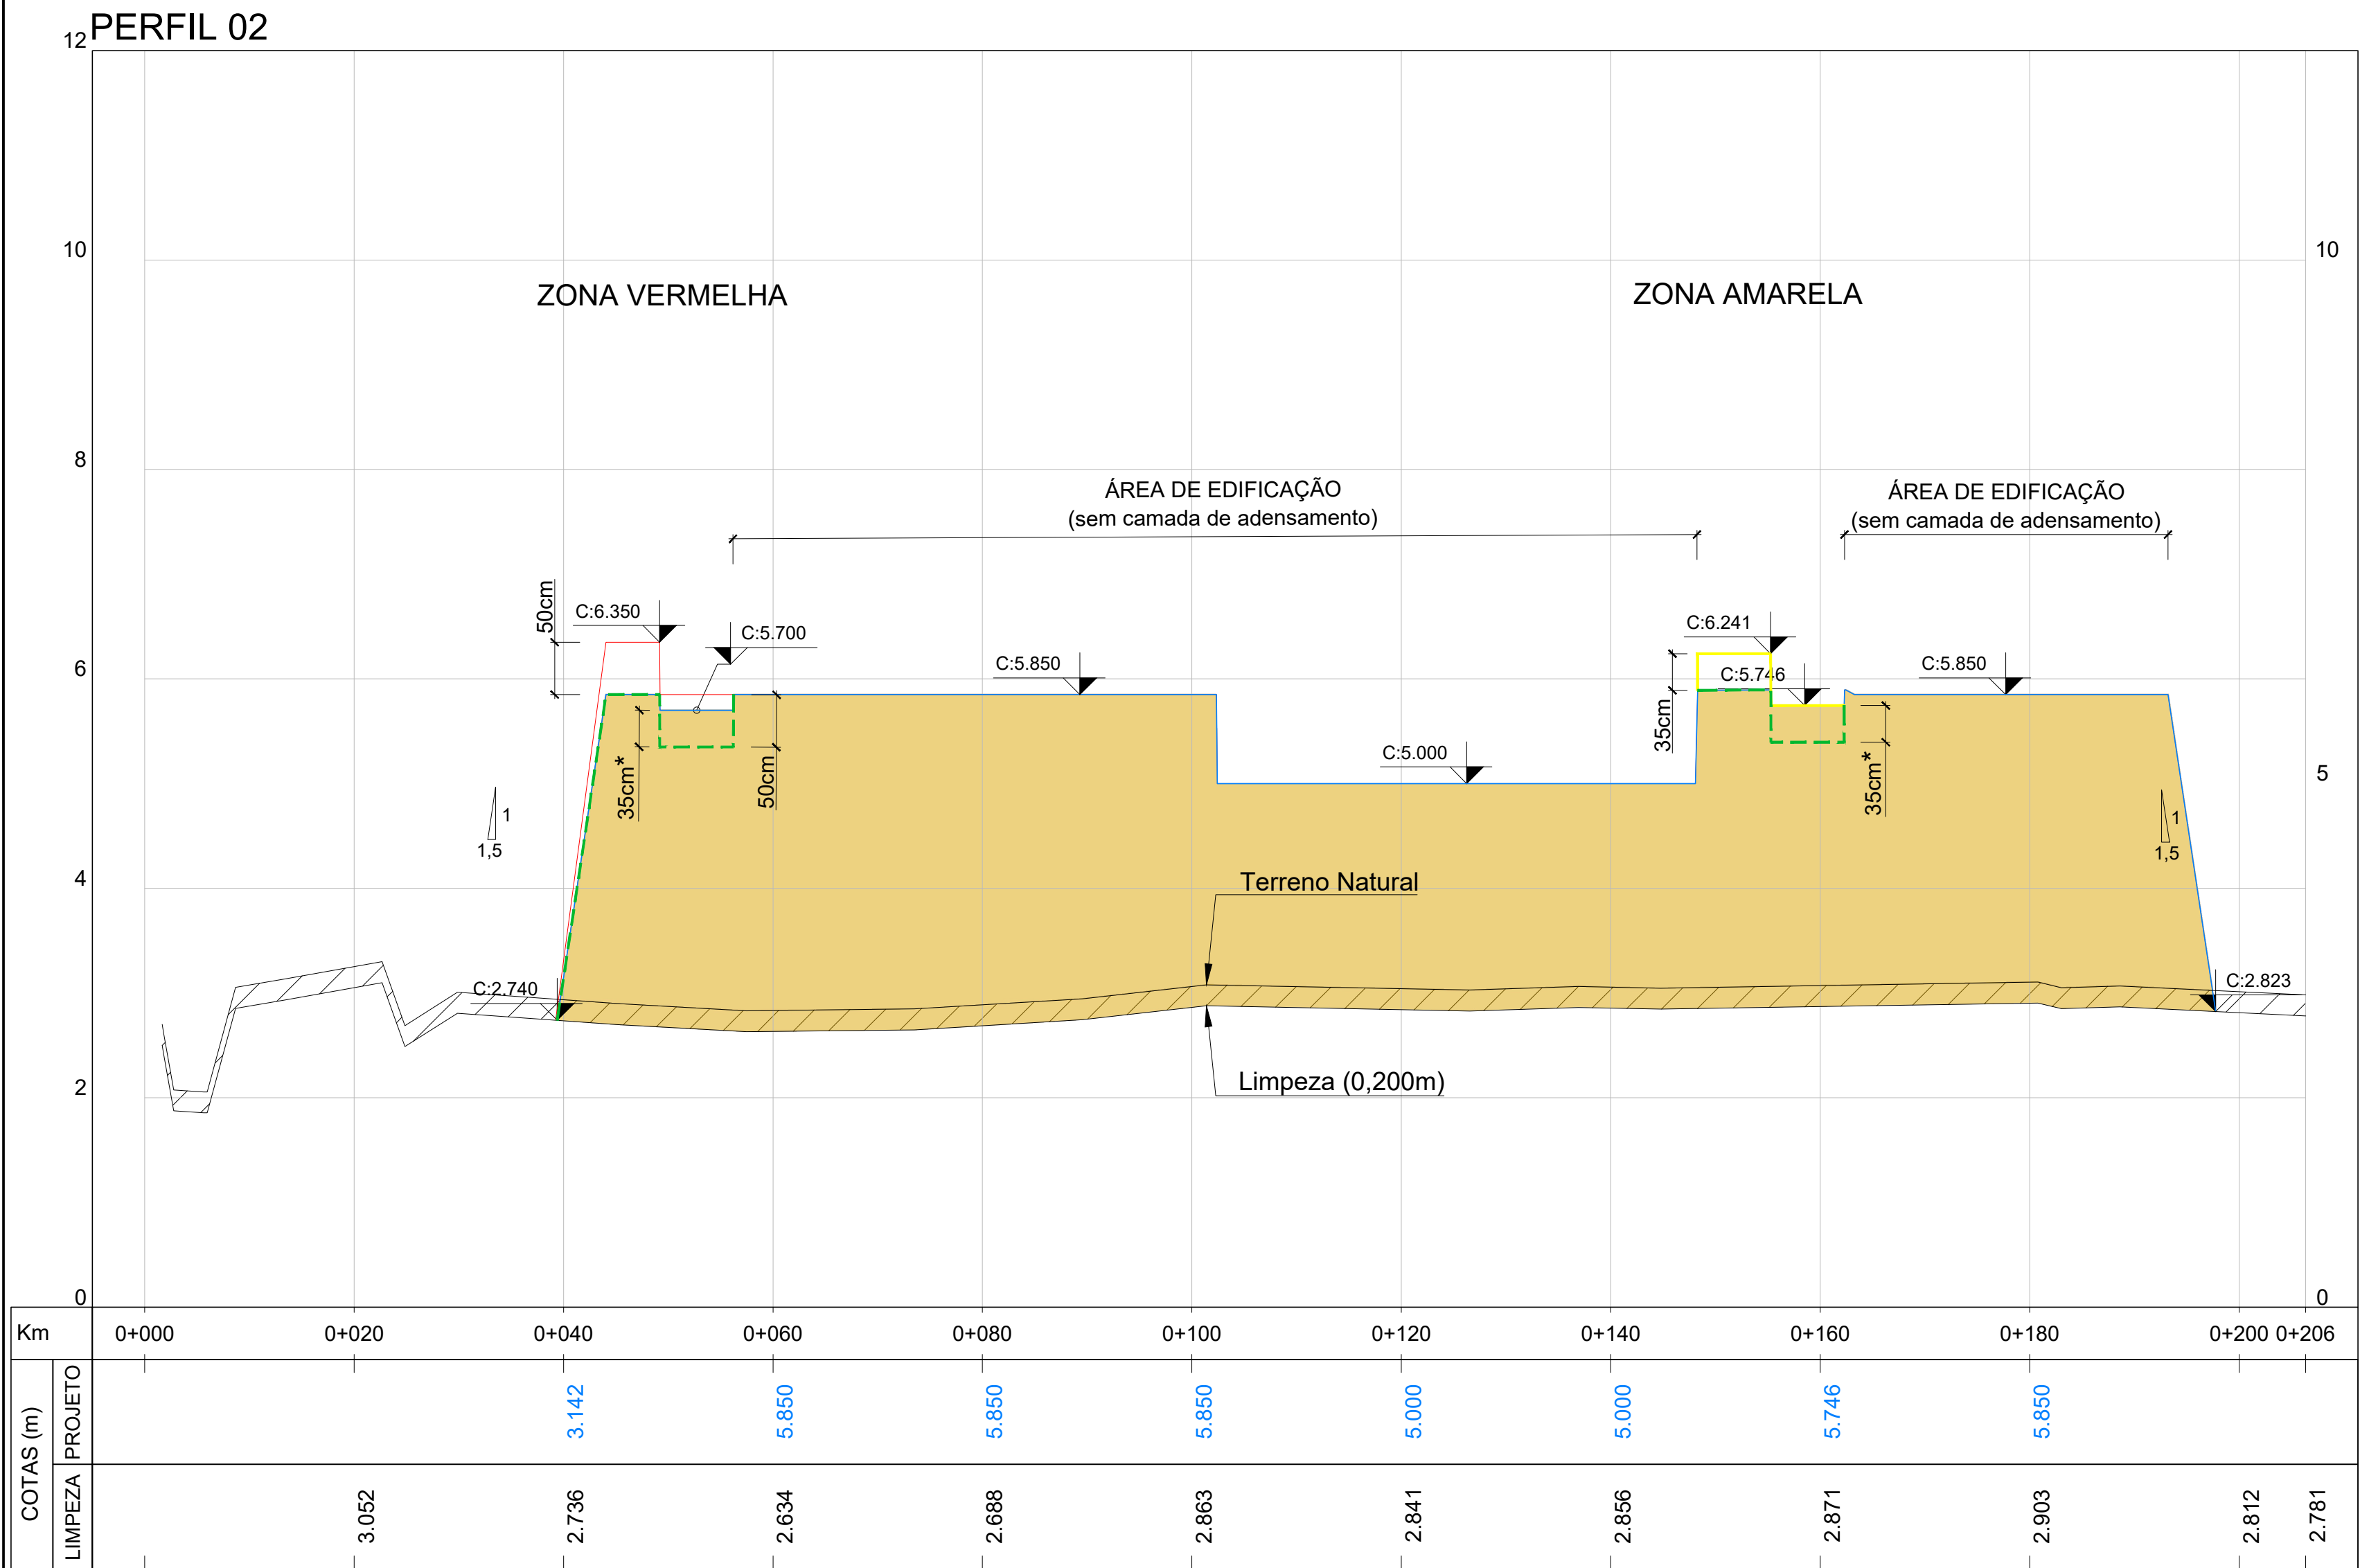 PERFIL 02
12
10
10
ZONA VERMELHA
ZONA AMARELA
8
ÁREA DE EDIFICAÇÃO
(sem camada de adensamento)
ÁREA DE EDIFICAÇÃO
(sem camada de adensamento)
50cm
C:6.350
C:5.700
C:5.850
C:6.241
C:5.746
C:5.850
6
35cm*
50cm
C:5.000
35cm
35cm*
5
1
1,5
1
1,5
4
Terreno Natural
C:2.740
C:2.823
Limpeza (0,200m)
2
0
0
Km
0+000
0+020
0+040
0+060
0+080
0+100
0+120
0+140
0+160
0+180
0+200
0+206
COTAS (m)
PROJETO
3.142
5.850
5.850
5.850
5.000
5.000
5.746
5.850
LIMPEZA
3.052
2.736
2.634
2.688
2.863
2.841
2.856
2.871
2.903
2.812
2.781